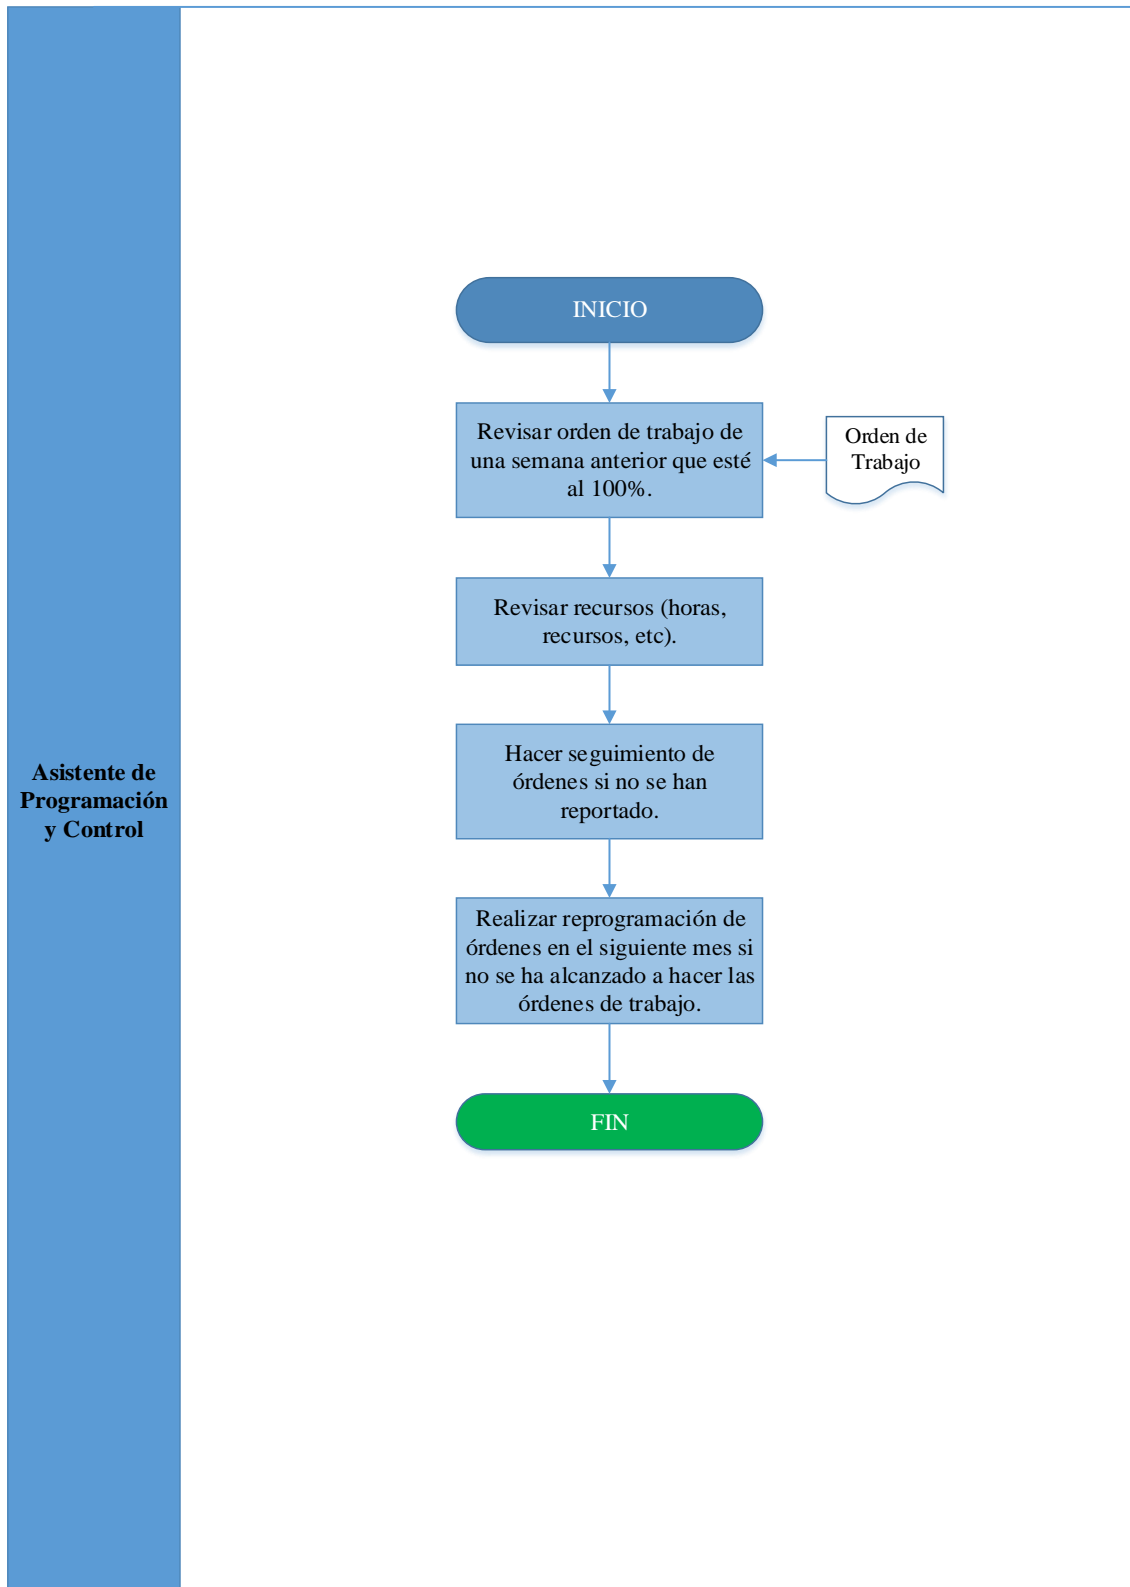 Asistente de
Programación
y Control
INICIO
Revisar orden de trabajo de
una semana anterior que esté
al 100%.
Orden de
Trabajo
Revisar recursos (horas,
recursos, etc).
Hacer seguimiento de
órdenes si no se han
reportado.
Realizar reprogramación de
órdenes en el siguiente mes si
no se ha alcanzado a hacer las
órdenes de trabajo.
FIN